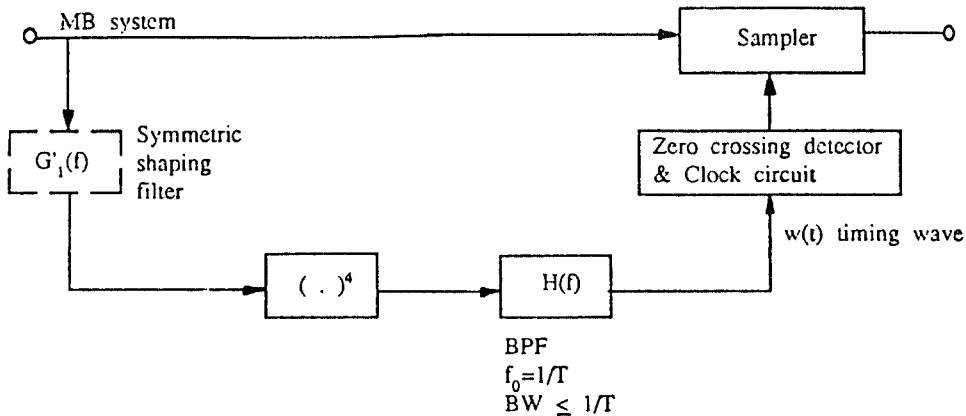 MB system
Sampler
G'₁(f)
Symmetric
shaping
filter
Zero crossing detector
& Clock circuit
w(t) timing wave
( . )⁴
H(f)
BPF
f₀=1/T
BW ≤ 1/T